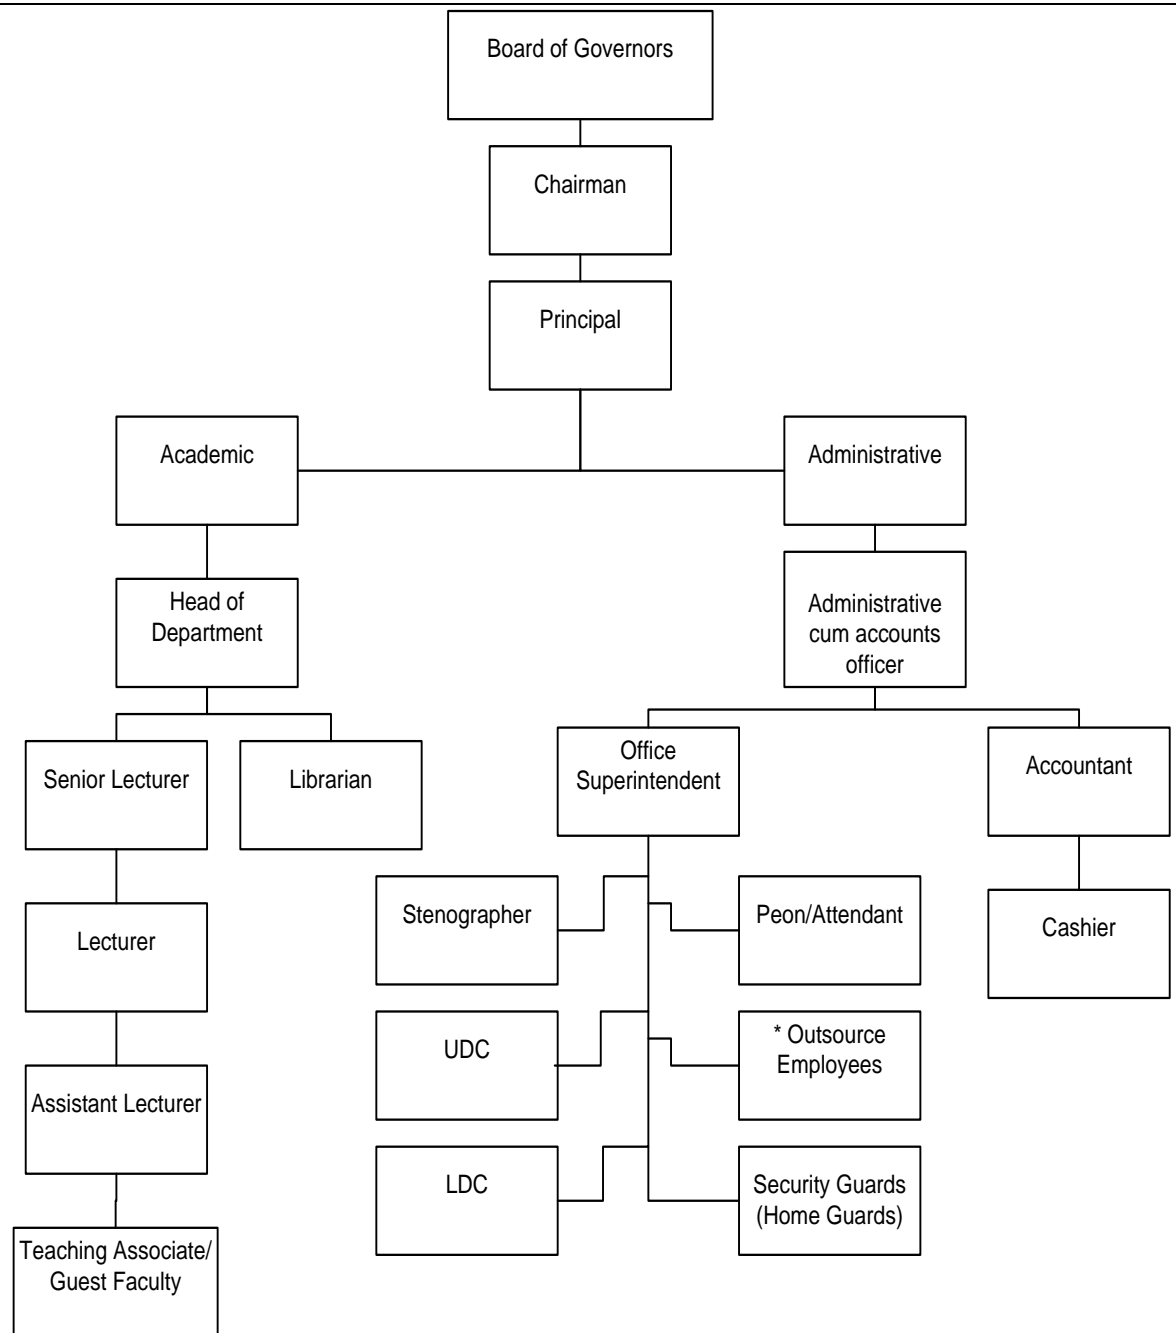 Board of Governors
Chairman
Principal
Academic
Administrative
Head of
Department
Administrative
cum accounts
officer
Senior Lecturer
Librarian
Office
Superintendent
Accountant
Lecturer
Stenographer
Peon/Attendant
Cashier
UDC
* Outsource
Employees
Assistant Lecturer
LDC
Security Guards
(Home Guards)
Teaching Associate/
Guest Faculty